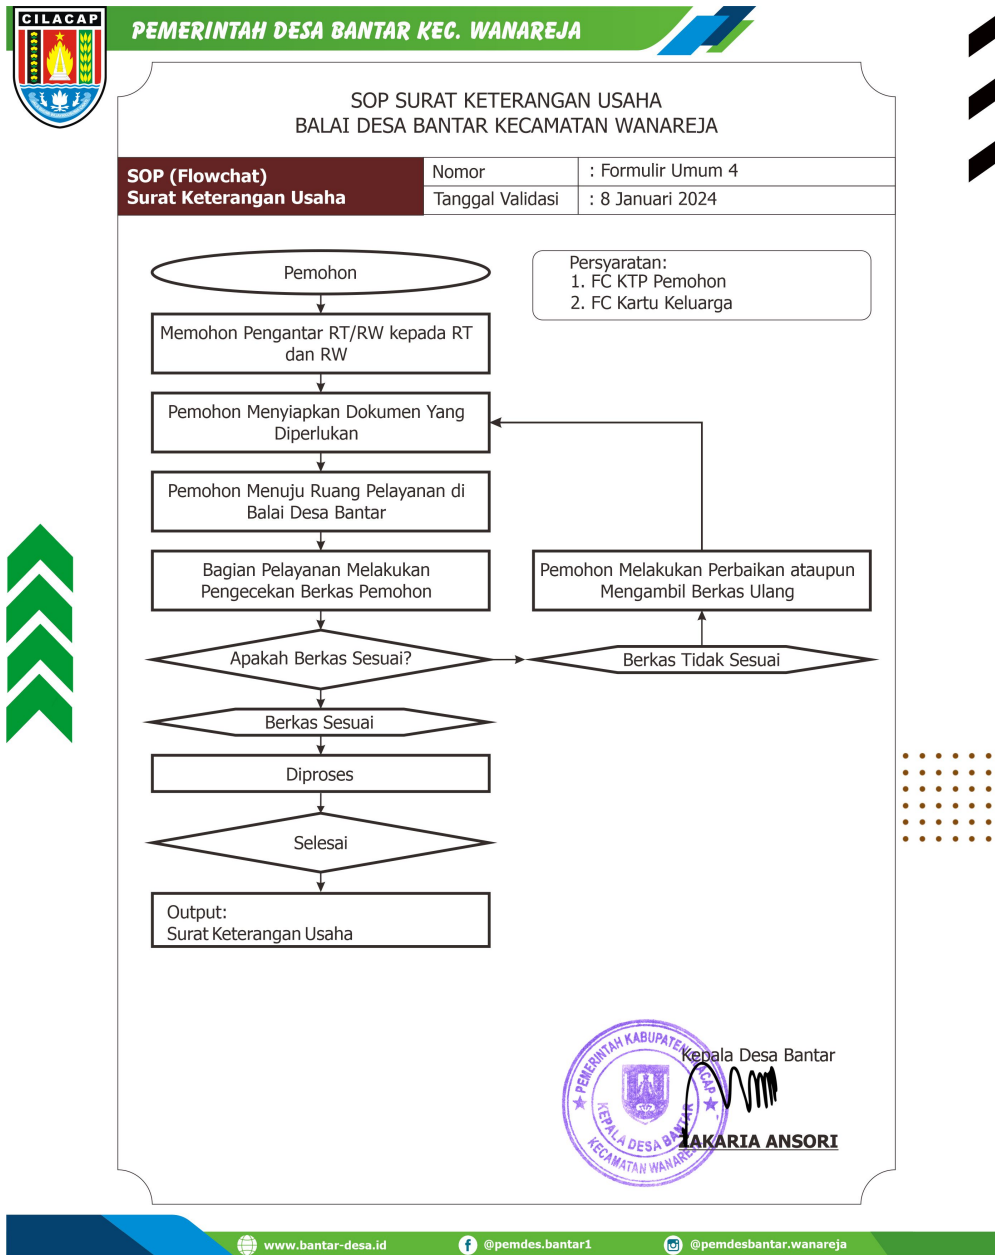 CILACAP
PEMERINTAH DESA BANTAR KEC. WANAREJA
SOP SURAT KETERANGAN USAHA
BALAI DESA BANTAR KECAMATAN WANAREJA
SOP (Flowchat)
Surat Keterangan Usaha
Nomor : Formulir Umum 4
Tanggal Validasi : 8 Januari 2024
Pemohon
Persyaratan:
1. FC KTP Pemohon
2. FC Kartu Keluarga
Memohon Pengantar RT/RW kepada RT
dan RW
Pemohon Menyiapkan Dokumen Yang
Diperlukan
Pemohon Menuju Ruang Pelayanan di
Balai Desa Bantar
Bagian Pelayanan Melakukan
Pengecekan Berkas Pemohon
Pemohon Melakukan Perbaikan ataupun
Mengambil Berkas Ulang
Apakah Berkas Sesuai?
Berkas Tidak Sesuai
Berkas Sesuai
Diproses
Selesai
Output:
Surat Keterangan Usaha
PEMERINTAH KABUPATEN CILACAP
KEPALA DESA BANTAR
KECAMATAN WANAREJA
Kepala Desa Bantar
ZAKARIA ANSORI
www.bantar-desa.id
@pemdes.bantar1
@pemdesbantar.wanareja